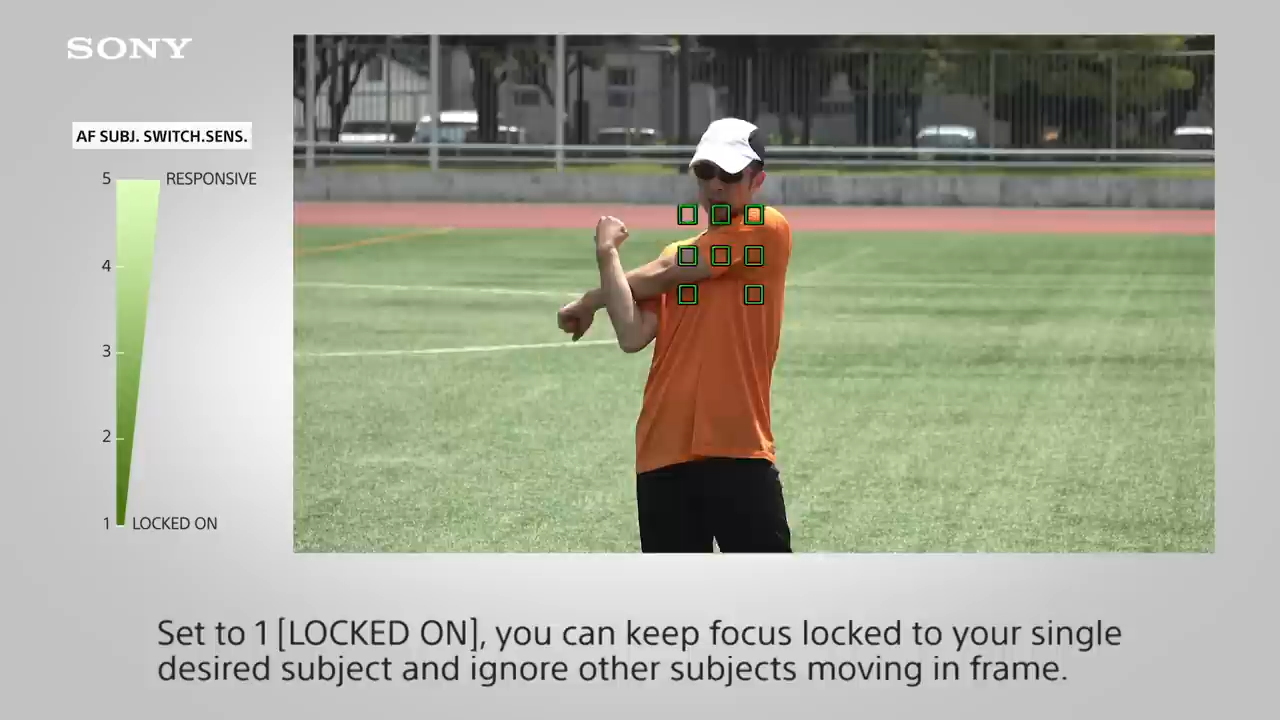 SONY
AF SUBJ. SWITCH.SENS.
5 RESPONSIVE
4
3
2
1 LOCKED ON
Set to 1 [LOCKED ON], you can keep focus locked to your single
desired subject and ignore other subjects moving in frame.